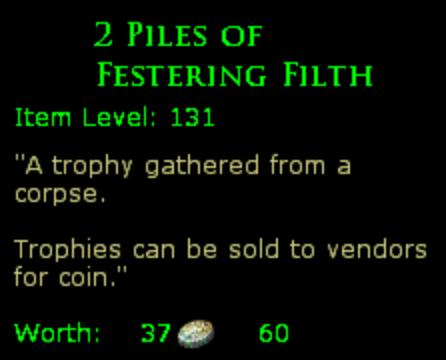 2 Piles of
Festering Filth
Item Level: 131
"A trophy gathered from a
corpse.
Trophies can be sold to vendors
for coin."
Worth: 37 60